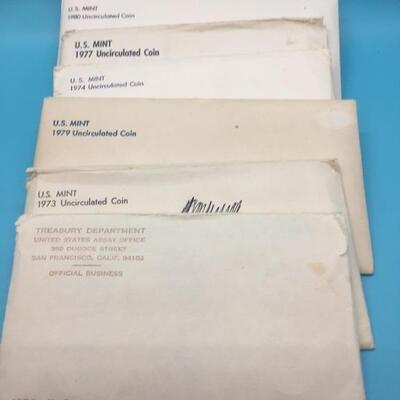 U.S. MINT
1980 Uncirculated Coin
U.S. MINT
1977 Uncirculated Coin
U.S. MINT
1974 Uncirculated Coin
U.S. MINT
1979 Uncirculated Coin
U.S. MINT
1973 Uncirculated Coin
TREASURY DEPARTMENT
UNITED STATES ASSAY OFFICE
350 DUBOCE STREET
SAN FRANCISCO, CALIF. 94102
OFFICIAL BUSINESS